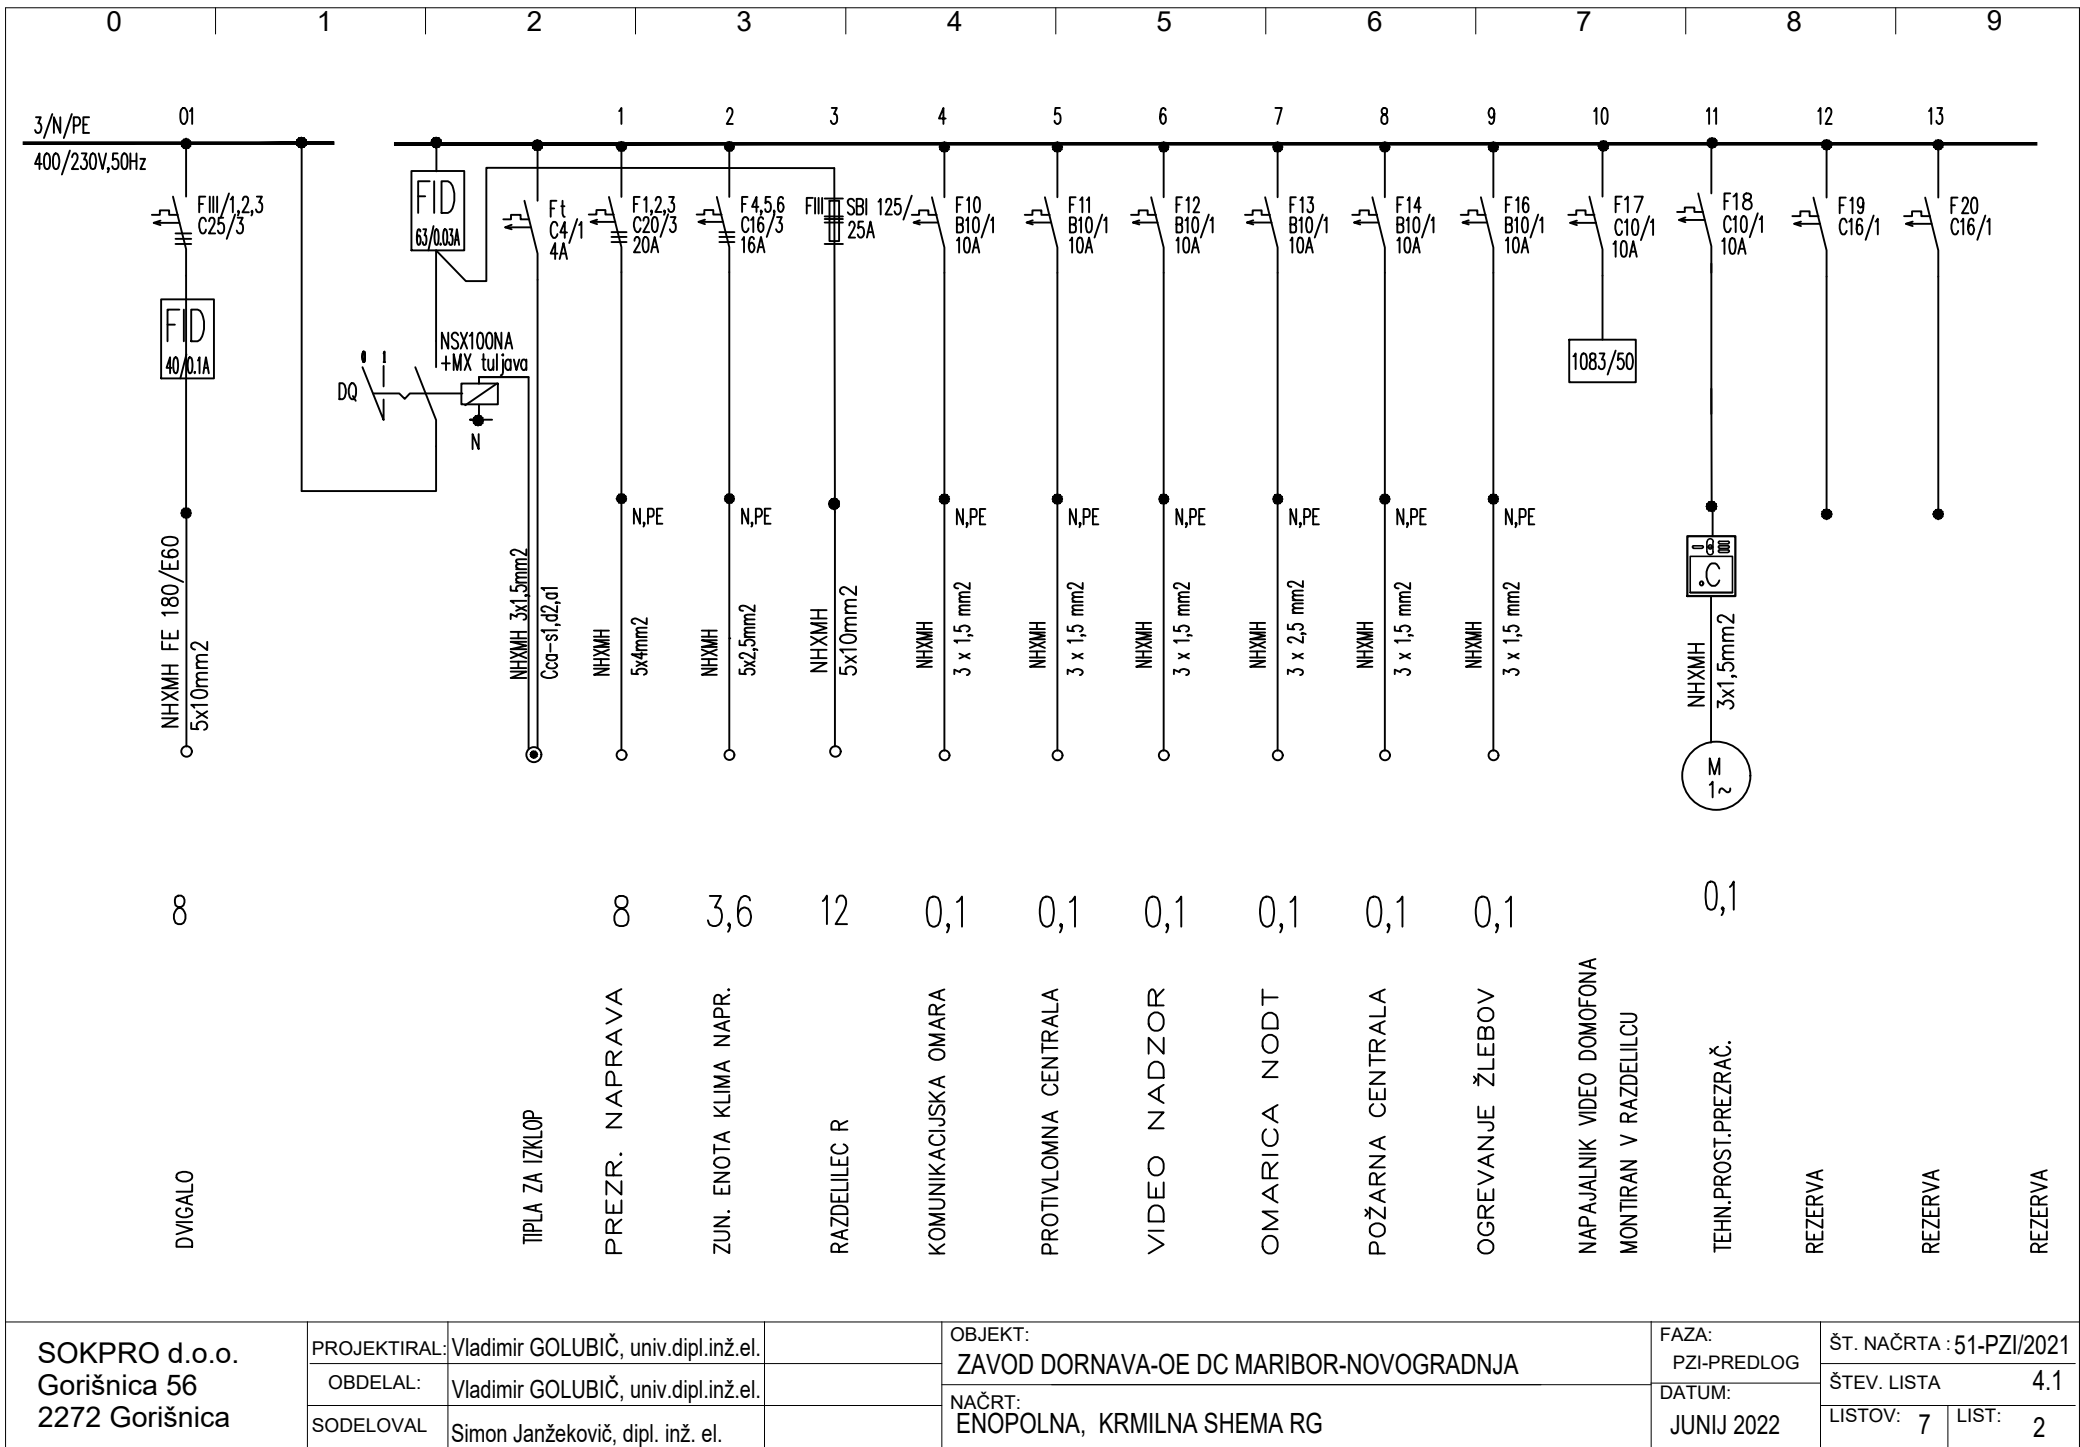 0 1 2 3 4 5 6 7 8 9
3/N/PE
400/230V,50Hz
01 1 2 3 4 5 6 7 8 9 10 11 12 13
FIII/1,2,3
C25/3
FID
40/0.1A
FID
63/0.03A
NSX100NA
+MX tuljava
0 1
DQ
N
Ft
C4/1
4A
F1,2,3
C20/3
20A
F4,5,6
C16/3
16A
FIII
SBI 125/
25A
F10
B10/1
10A
F11
B10/1
10A
F12
B10/1
10A
F13
B10/1
10A
F14
B10/1
10A
F16
B10/1
10A
F17
C10/1
10A
F18
C10/1
10A
F19
C16/1
F20
C16/1
1083/50
N,PE
N,PE
N,PE
N,PE
N,PE
N,PE
N,PE
N,PE
NHXMH FE 180/E60
5x10mm2
NHXMH 3x1,5mm2
Cca-s1,d2,a1
NHXMH
5x4mm2
NHXMH
5x2,5mm2
NHXMH
5x10mm2
NHXMH
3 x 1,5 mm2
NHXMH
3 x 1,5 mm2
NHXMH
3 x 1,5 mm2
NHXMH
3 x 2,5 mm2
NHXMH
3 x 1,5 mm2
NHXMH
3 x 1,5 mm2
°C
NHXMH
3x1,5mm2
M
1~
8 8 3,6 12 0,1 0,1 0,1 0,1 0,1 0,1 0,1
DVIGALO
TIPLA ZA IZKLOP
PREZR. NAPRAVA
ZUN. ENOTA KLIMA NAPR.
RAZDELILEC R
KOMUNIKACIJSKA OMARA
PROTIVLOMNA CENTRALA
VIDEO NADZOR
OMARICA NODT
POŽARNA CENTRALA
OGREVANJE ŽLEBOV
NAPAJALNIK VIDEO DOMOFONA
MONTIRAN V RAZDELILCU
TEHN.PROST.PREZRAČ.
REZERVA
REZERVA
REZERVA
SOKPRO d.o.o.
Gorišnica 56
2272 Gorišnica
PROJEKTIRAL: Vladimir GOLUBIČ, univ.dipl.inž.el.
OBDELAL: Vladimir GOLUBIČ, univ.dipl.inž.el.
SODELOVAL Simon Janžekovič, dipl. inž. el.
OBJEKT:
ZAVOD DORNAVA-OE DC MARIBOR-NOVOGRADNJA
NAČRT:
ENOPOLNA, KRMILNA SHEMA RG
FAZA:
PZI-PREDLOG
DATUM:
JUNIJ 2022
ŠT. NAČRTA : 51-PZI/2021
ŠTEV. LISTA 4.1
LISTOV: 7 LIST: 2